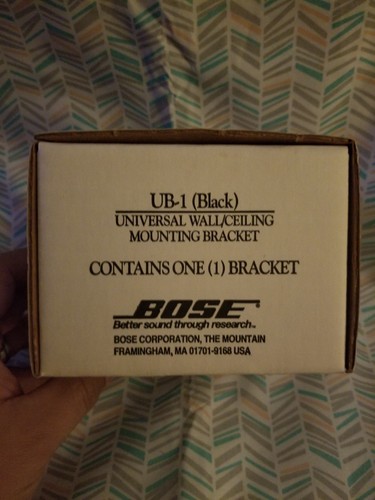 UB-1 (Black)
UNIVERSAL WALL/CEILING
MOUNTING BRACKET
CONTAINS ONE (1) BRACKET
BOSE®
Better sound through research™
BOSE CORPORATION, THE MOUNTAIN
FRAMINGHAM, MA 01701-9168 USA